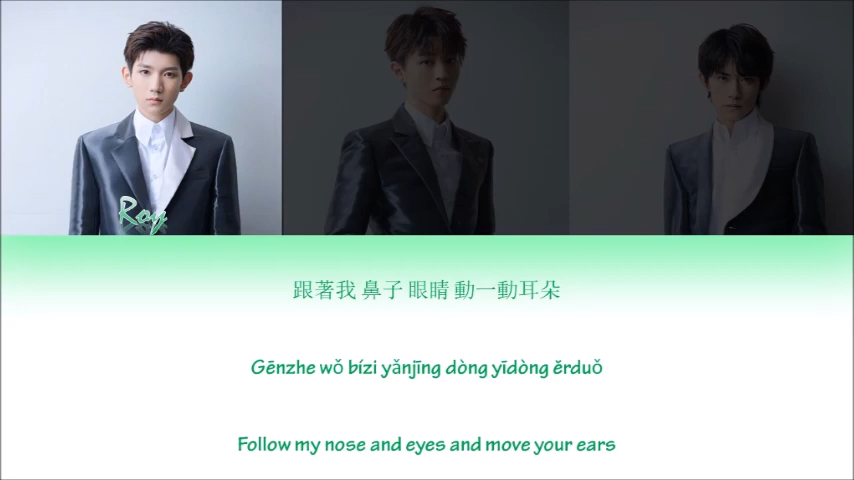 Roy
跟著我 鼻子 眼睛 動一動耳朵
Gēnzhe wǒ bízi yǎnjīng dòng yīdòng ěrduǒ
Follow my nose and eyes and move your ears